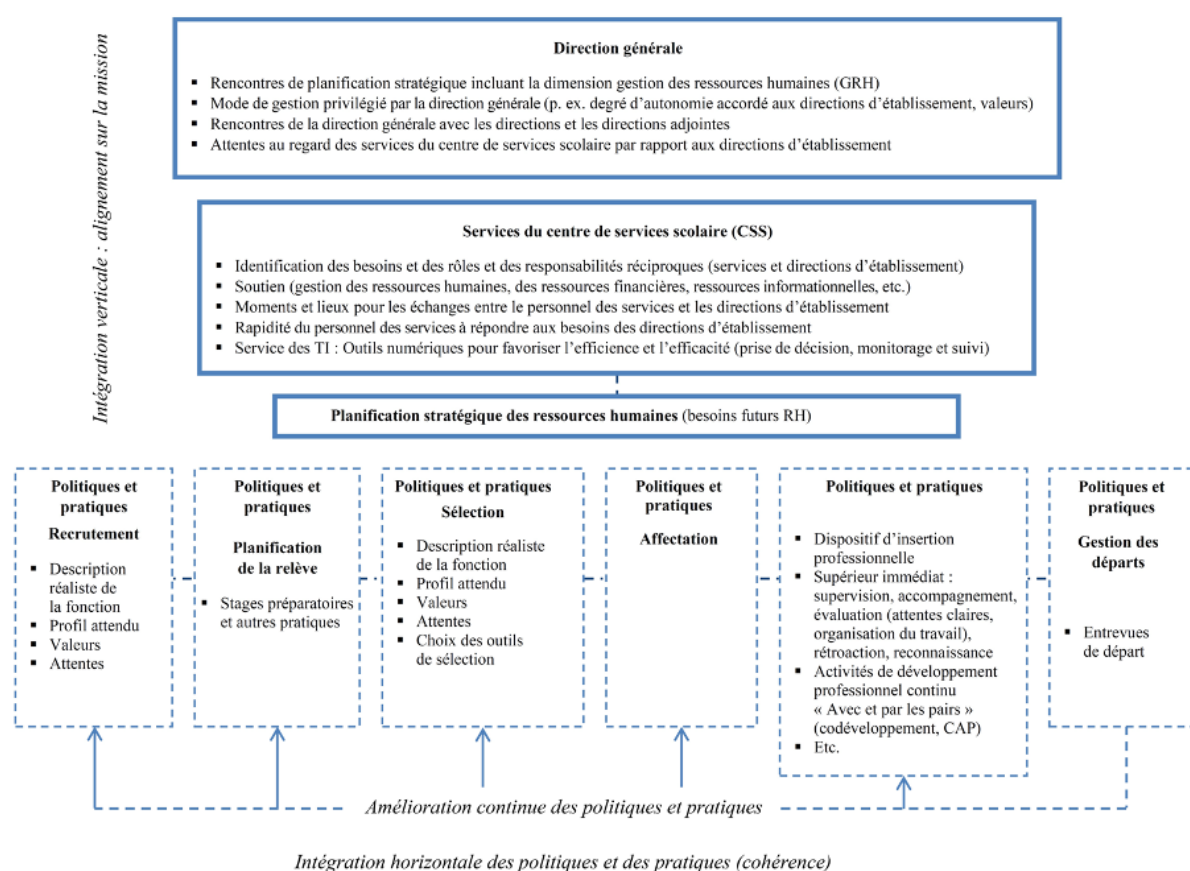 Intégration verticale : alignement sur la mission
Direction générale
▪ Rencontres de planification stratégique incluant la dimension gestion des ressources humaines (GRH)
▪ Mode de gestion privilégié par la direction générale (p. ex. degré d'autonomie accordé aux directions d'établissement, valeurs)
▪ Rencontres de la direction générale avec les directions et les directions adjointes
▪ Attentes au regard des services du centre de services scolaire par rapport aux directions d'établissement
Services du centre de services scolaire (CSS)
▪ Identification des besoins et des rôles et des responsabilités réciproques (services et directions d'établissement)
▪ Soutien (gestion des ressources humaines, des ressources financières, ressources informationnelles, etc.)
▪ Moments et lieux pour les échanges entre le personnel des services et les directions d'établissement
▪ Rapidité du personnel des services à répondre aux besoins des directions d'établissement
▪ Service des TI : Outils numériques pour favoriser l'efficience et l'efficacité (prise de décision, monitorage et suivi)
Planification stratégique des ressources humaines (besoins futurs RH)
Politiques et
pratiques
Recrutement
▪ Description
réaliste de
la fonction
▪ Profil attendu
▪ Valeurs
▪ Attentes
Politiques et
pratiques
Planification
de la relève
▪ Stages préparatoires
et autres pratiques
Politiques et pratiques
Sélection
▪ Description réaliste
de la fonction
▪ Profil attendu
▪ Valeurs
▪ Attentes
▪ Choix des outils
de sélection
Politiques et
pratiques
Affectation
Politiques et pratiques
▪ Dispositif d'insertion
professionnelle
▪ Supérieur immédiat :
supervision, accompagnement,
évaluation (attentes claires,
organisation du travail),
rétroaction, reconnaissance
▪ Activités de développement
professionnel continu
« Avec et par les pairs »
(codéveloppement, CAP)
▪ Etc.
Politiques et
pratiques
Gestion des
départs
▪ Entrevues
de départ
Amélioration continue des politiques et pratiques
Intégration horizontale des politiques et des pratiques (cohérence)